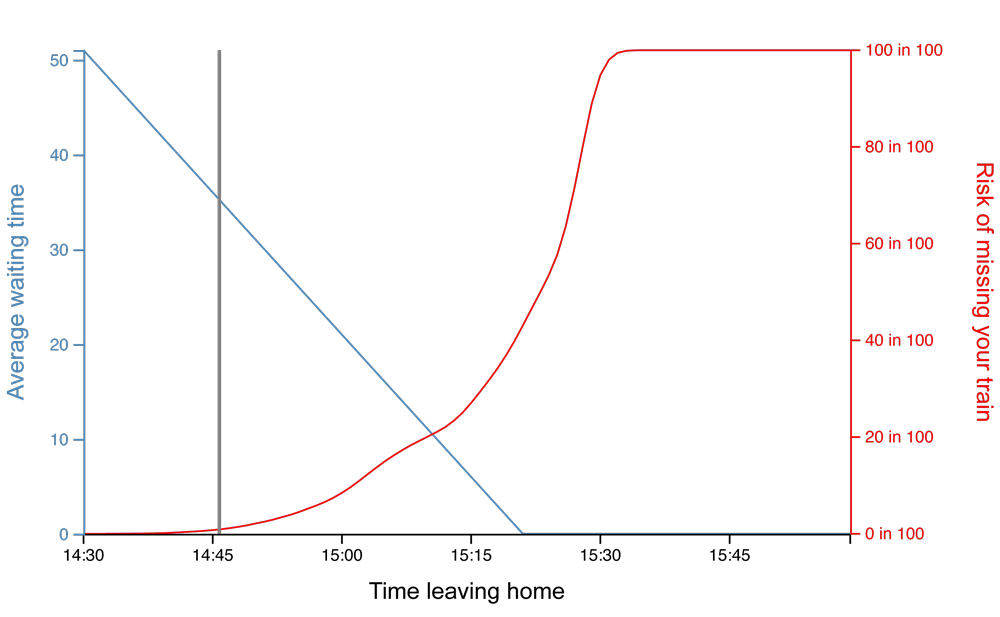 Average waiting time
50
40
30
20
10
0
100 in 100
80 in 100
60 in 100
40 in 100
20 in 100
0 in 100
Risk of missing your train
14:30
14:45
15:00
15:15
15:30
15:45
Time leaving home